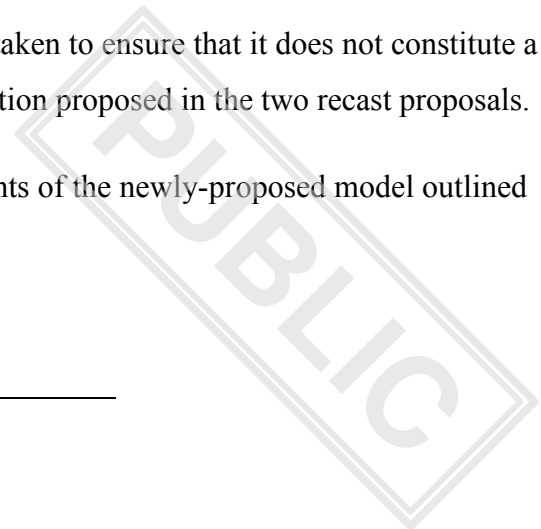 taken to ensure that it does not constitute a
tion proposed in the two recast proposals.
nts of the newly-proposed model outlined
PUBLIC